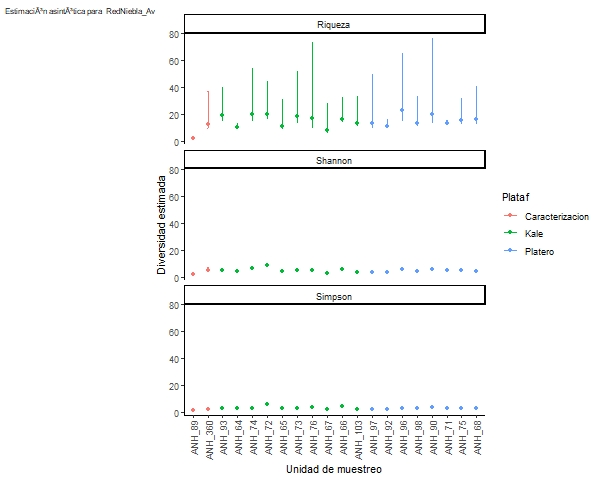 EstimaciÃ³n asintÃ³tica para  RedNiebla_Av
Riqueza
80
60
40
20
0
Shannon
80
60
40
20
0
Simpson
80
60
40
20
0
Diversidad estimada
ANH_89
ANH_360
ANH_93
ANH_64
ANH_74
ANH_72
ANH_65
ANH_73
ANH_76
ANH_67
ANH_66
ANH_103
ANH_97
ANH_92
ANH_96
ANH_98
ANH_90
ANH_71
ANH_75
ANH_68
Unidad de muestreo
Plataf
Caracterizacion
Kale
Platero